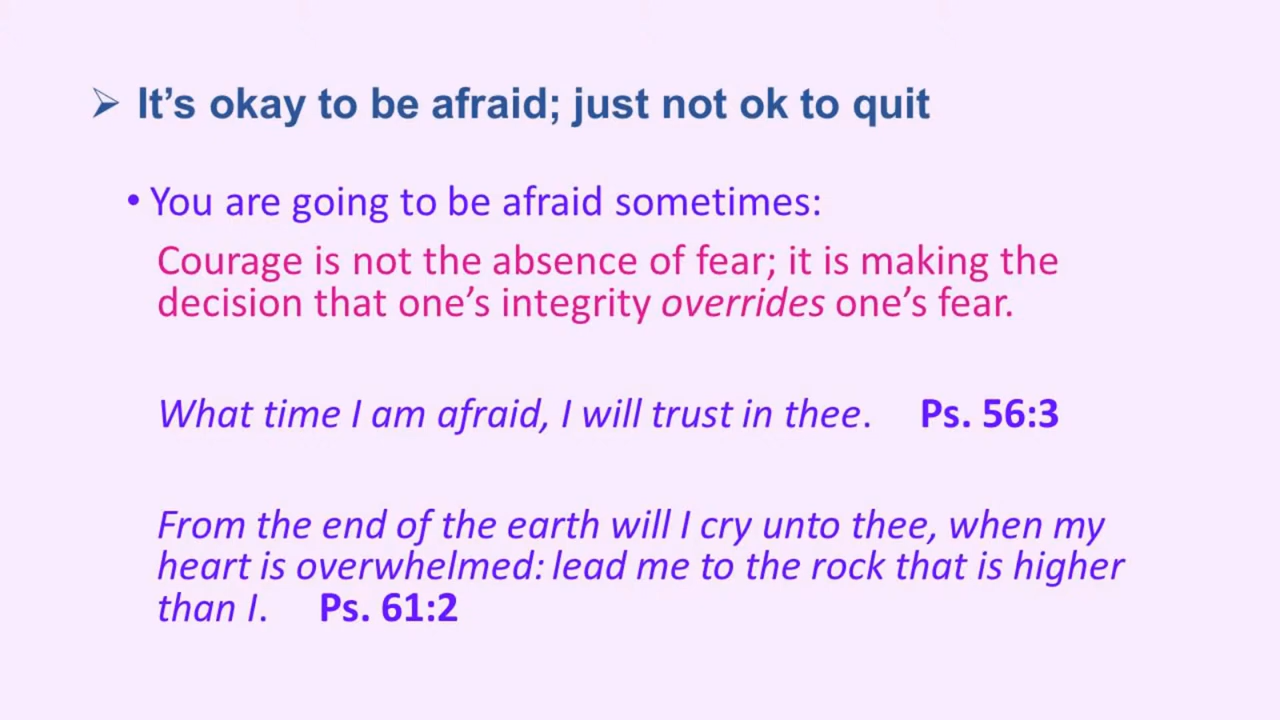 ➢ It’s okay to be afraid; just not ok to quit
• You are going to be afraid sometimes:
Courage is not the absence of fear; it is making the
decision that one’s integrity overrides one’s fear.
What time I am afraid, I will trust in thee. Ps. 56:3
From the end of the earth will I cry unto thee, when my
heart is overwhelmed: lead me to the rock that is higher
than I. Ps. 61:2